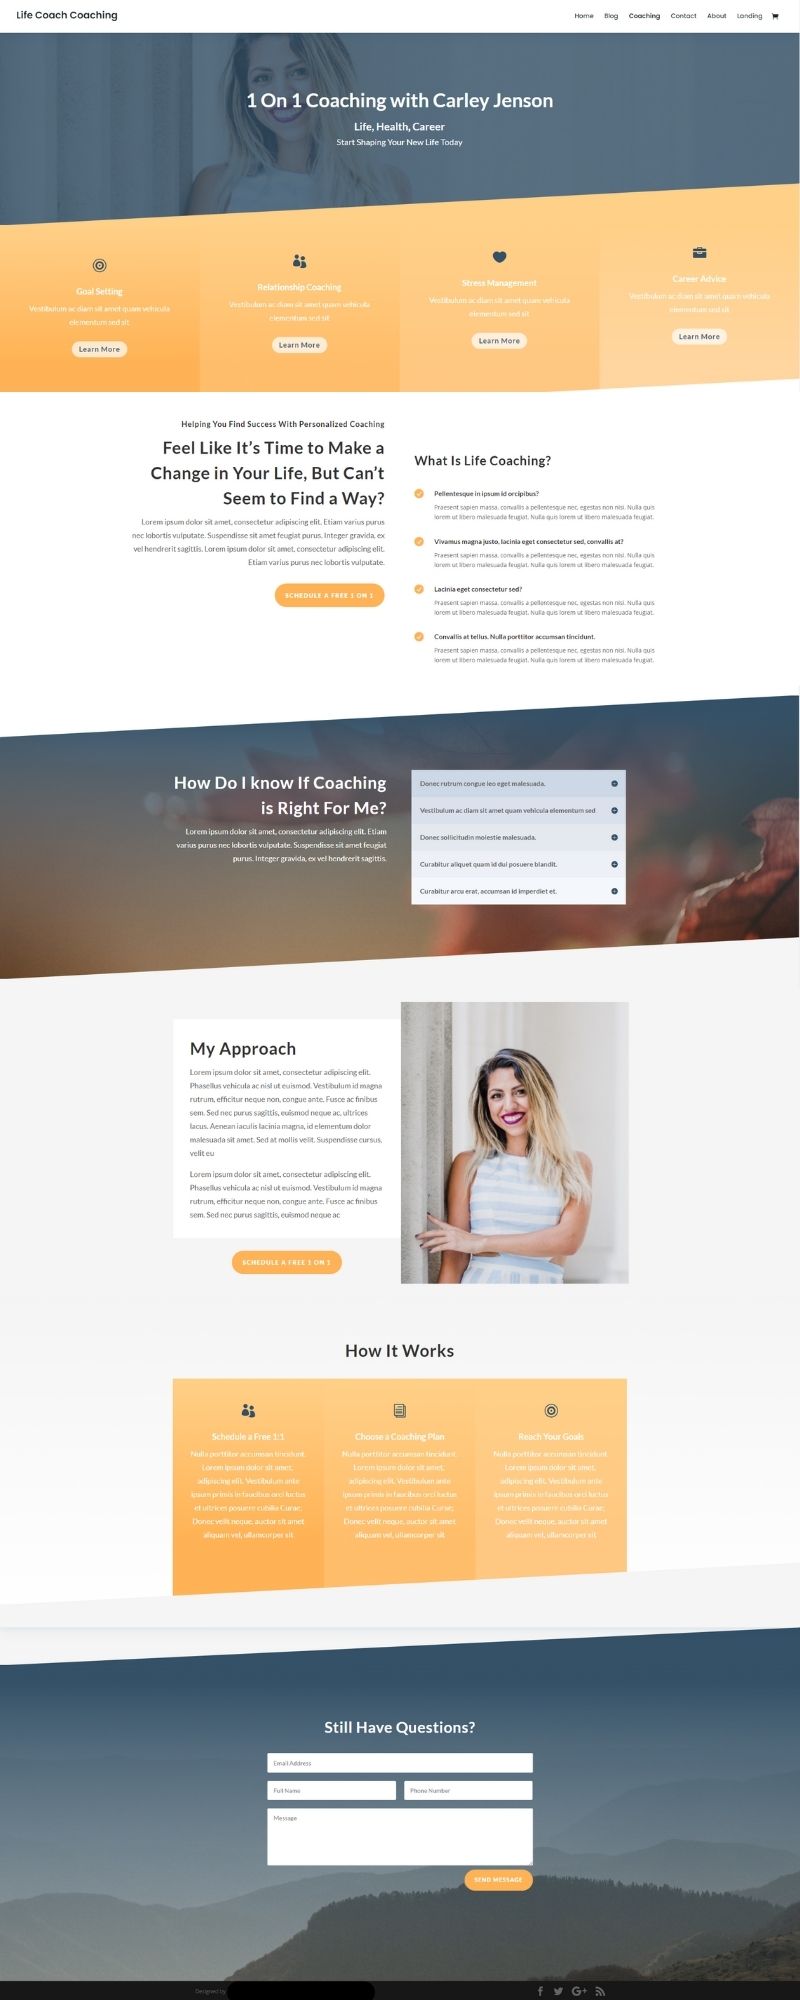 Life Coach Coaching
Home Blog Coaching Contact About Landing
1 On 1 Coaching with Carley Jenson
Life, Health, Career
Start Shaping Your New Life Today
Goal Setting
Vestibulum ac diam sit amet quam vehicula
elementum sed sit
Learn More
Relationship Coaching
Vestibulum ac diam sit amet quam vehicula
elementum sed sit
Learn More
Stress Management
Vestibulum ac diam sit amet quam vehicula
elementum sed sit
Learn More
Career Advice
Vestibulum ac diam sit amet quam vehicula
elementum sed sit
Learn More
Helping You Find Success With Personalized Coaching
Feel Like It's Time to Make a
Change in Your Life, But Can't
Seem to Find a Way?
Lorem ipsum dolor sit amet, consectetur adipiscing elit. Etiam varius purus
nec lobortis vulputate. Suspendisse sit amet feugiat purus. Integer gravida, ex
vel hendrerit sagittis. Lorem ipsum dolor sit amet, consectetur adipiscing elit.
Etiam varius purus nec lobortis vulputate.
SCHEDULE A FREE 1 ON 1
What Is Life Coaching?
Pellentesque in ipsum id orcipibus?
Praesent sapien massa, convallis a pellentesque nec, egestas non nisi. Nulla quis
lorem ut libero malesuada feugiat. Nulla quis lorem ut libero malesuada feugiat.
Vivamus magna justo, lacinia eget consectetur sed, convallis at?
Praesent sapien massa, convallis a pellentesque nec, egestas non nisi. Nulla quis
lorem ut libero malesuada feugiat. Nulla quis lorem ut libero malesuada feugiat.
Lacinia eget consectetur sed?
Praesent sapien massa, convallis a pellentesque nec, egestas non nisi. Nulla quis
lorem ut libero malesuada feugiat. Nulla quis lorem ut libero malesuada feugiat.
Convallis at tellus. Nulla porttitor accumsan tincidunt.
Praesent sapien massa, convallis a pellentesque nec, egestas non nisi. Nulla quis
lorem ut libero malesuada feugiat. Nulla quis lorem ut libero malesuada feugiat.
How Do I know If Coaching
is Right For Me?
Lorem ipsum dolor sit amet, consectetur adipiscing elit. Etiam
varius purus nec lobortis vulputate. Suspendisse sit amet feugiat
purus. Integer gravida, ex vel hendrerit sagittis.
Donec rutrum congue leo eget malesuada.
Vestibulum ac diam sit amet quam vehicula elementum sed
Donec sollicitudin molestie malesuada.
Curabitur aliquet quam id dui posuere blandit.
Curabitur arcu erat, accumsan id imperdiet et.
My Approach
Lorem ipsum dolor sit amet, consectetur adipiscing elit.
Phasellus vehicula ac nisl ut euismod. Vestibulum id magna
rutrum, efficitur neque non, congue ante. Fusce ac finibus
sem. Sed nec purus sagittis, euismod neque ac, ultrices
lacus. Aenean iaculis lacinia magna, id elementum dolor
malesuada sit amet. Sed at mollis velit. Suspendisse cursus,
velit eu
Lorem ipsum dolor sit amet, consectetur adipiscing elit.
Phasellus vehicula ac nisl ut euismod. Vestibulum id magna
rutrum, efficitur neque non, congue ante. Fusce ac finibus
sem. Sed nec purus sagittis, euismod neque ac
SCHEDULE A FREE 1 ON 1
How It Works
Schedule a Free 1:1
Nulla porttitor accumsan tincidunt.
Lorem ipsum dolor sit amet,
adipiscing elit. Vestibulum ante
ipsum primis in faucibus orci luctus
et ultrices posuere cubilia Curae;
Donec velit neque, auctor sit amet
aliquam vel, ullamcorper sit
Choose a Coaching Plan
Nulla porttitor accumsan tincidunt.
Lorem ipsum dolor sit amet,
adipiscing elit. Vestibulum ante
ipsum primis in faucibus orci luctus
et ultrices posuere cubilia Curae;
Donec velit neque, auctor sit amet
aliquam vel, ullamcorper sit
Reach Your Goals
Nulla porttitor accumsan tincidunt.
Lorem ipsum dolor sit amet,
adipiscing elit. Vestibulum ante
ipsum primis in faucibus orci luctus
et ultrices posuere cubilia Curae;
Donec velit neque, auctor sit amet
aliquam vel, ullamcorper sit
Still Have Questions?
Email Address
Full Name
Phone Number
Message
SEND MESSAGE
Designed by